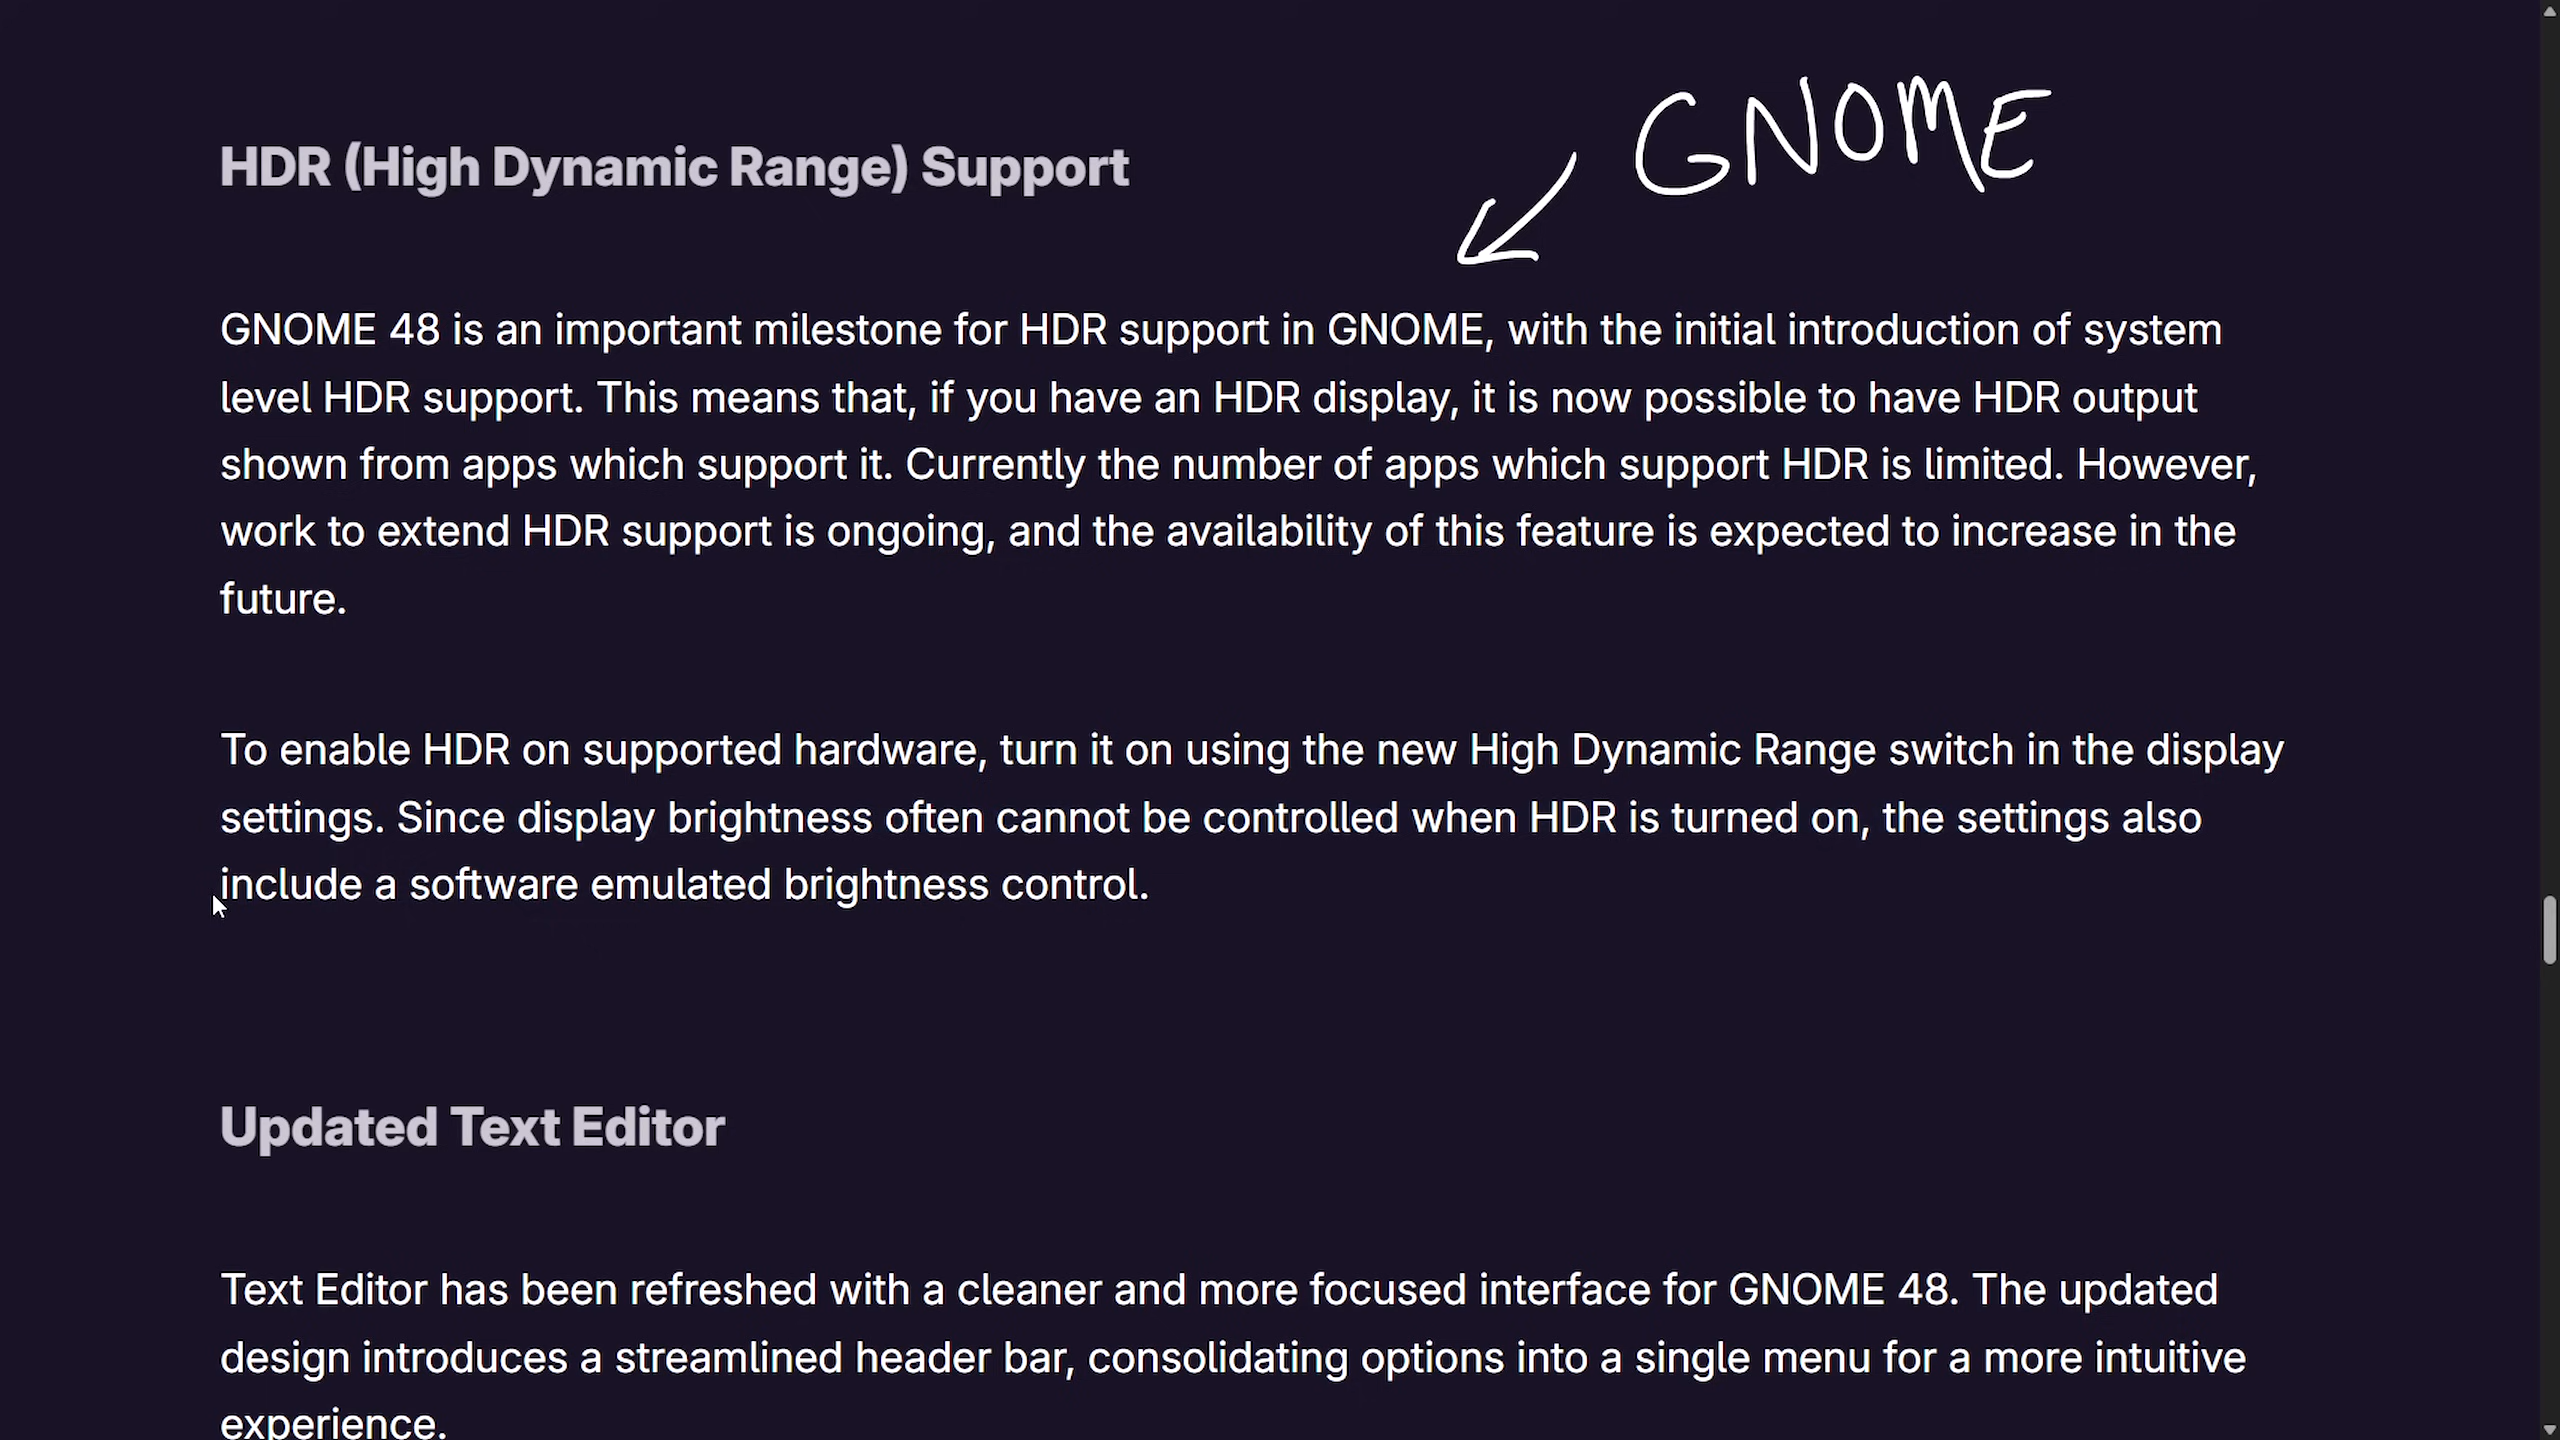 GNOME
HDR (High Dynamic Range) Support
GNOME 48 is an important milestone for HDR support in GNOME, with the initial introduction of system
level HDR support. This means that, if you have an HDR display, it is now possible to have HDR output
shown from apps which support it. Currently the number of apps which support HDR is limited. However,
work to extend HDR support is ongoing, and the availability of this feature is expected to increase in the
future.
To enable HDR on supported hardware, turn it on using the new High Dynamic Range switch in the display
settings. Since display brightness often cannot be controlled when HDR is turned on, the settings also
include a software emulated brightness control.
Updated Text Editor
Text Editor has been refreshed with a cleaner and more focused interface for GNOME 48. The updated
design introduces a streamlined header bar, consolidating options into a single menu for a more intuitive
experience.